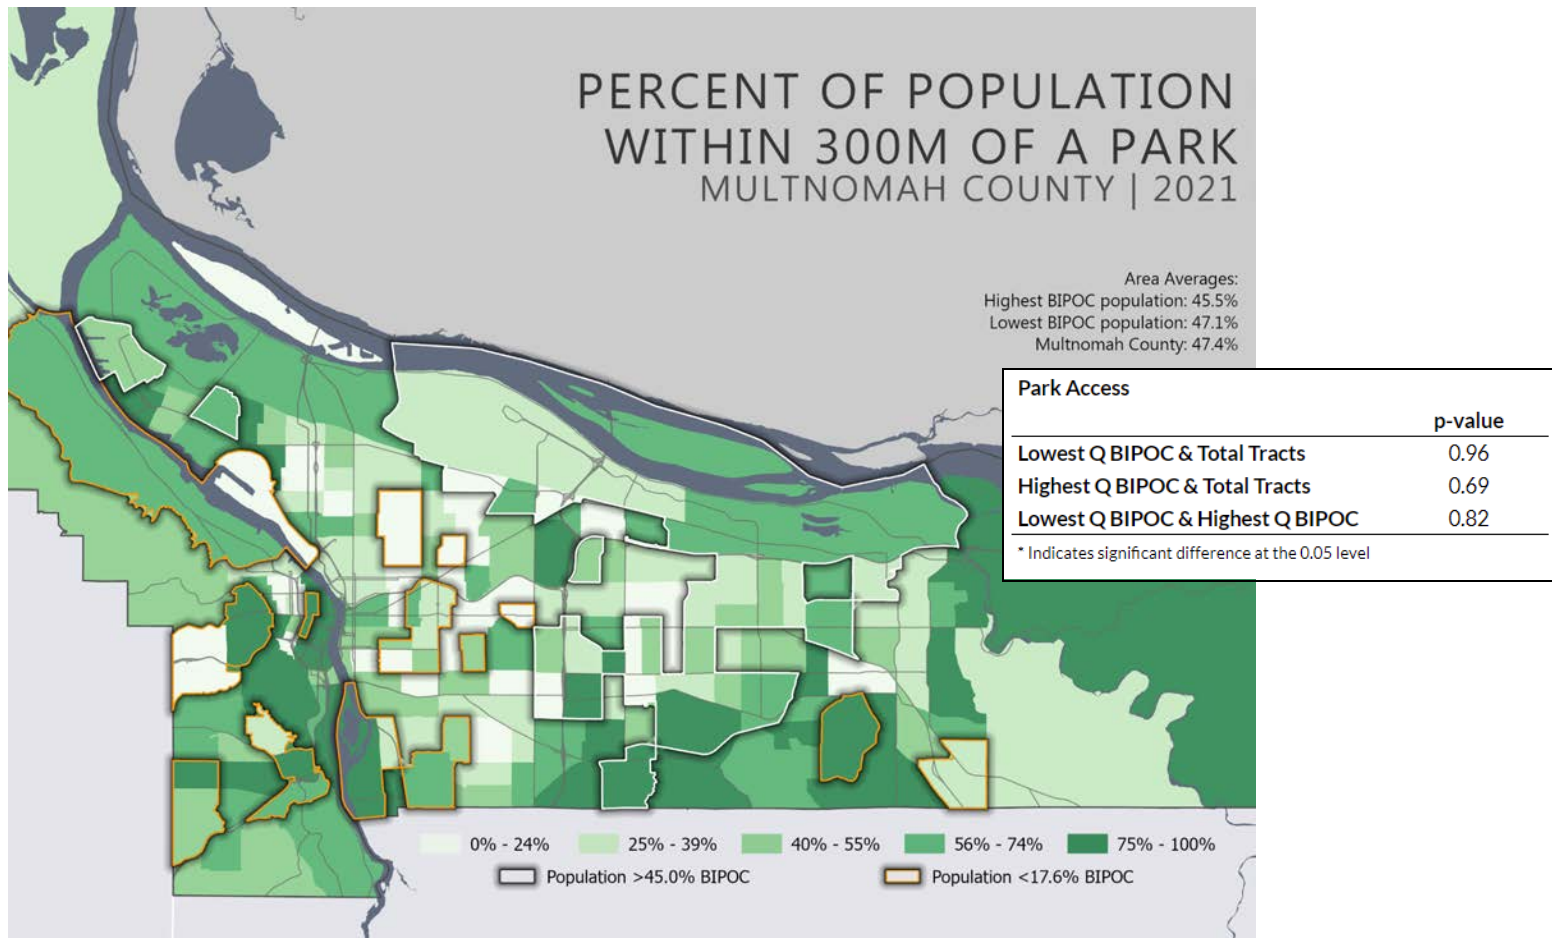 PERCENT OF POPULATION
WITHIN 300M OF A PARK
MULTNOMAH COUNTY | 2021
Area Averages:
Highest BIPOC population: 45.5%
Lowest BIPOC population: 47.1%
Multnomah County: 47.4%
Park Access
p-value
Lowest Q BIPOC & Total Tracts 0.96
Highest Q BIPOC & Total Tracts 0.69
Lowest Q BIPOC & Highest Q BIPOC 0.82
* Indicates significant difference at the 0.05 level
0% - 24% 25% - 39% 40% - 55% 56% - 74% 75% - 100%
Population >45.0% BIPOC Population <17.6% BIPOC